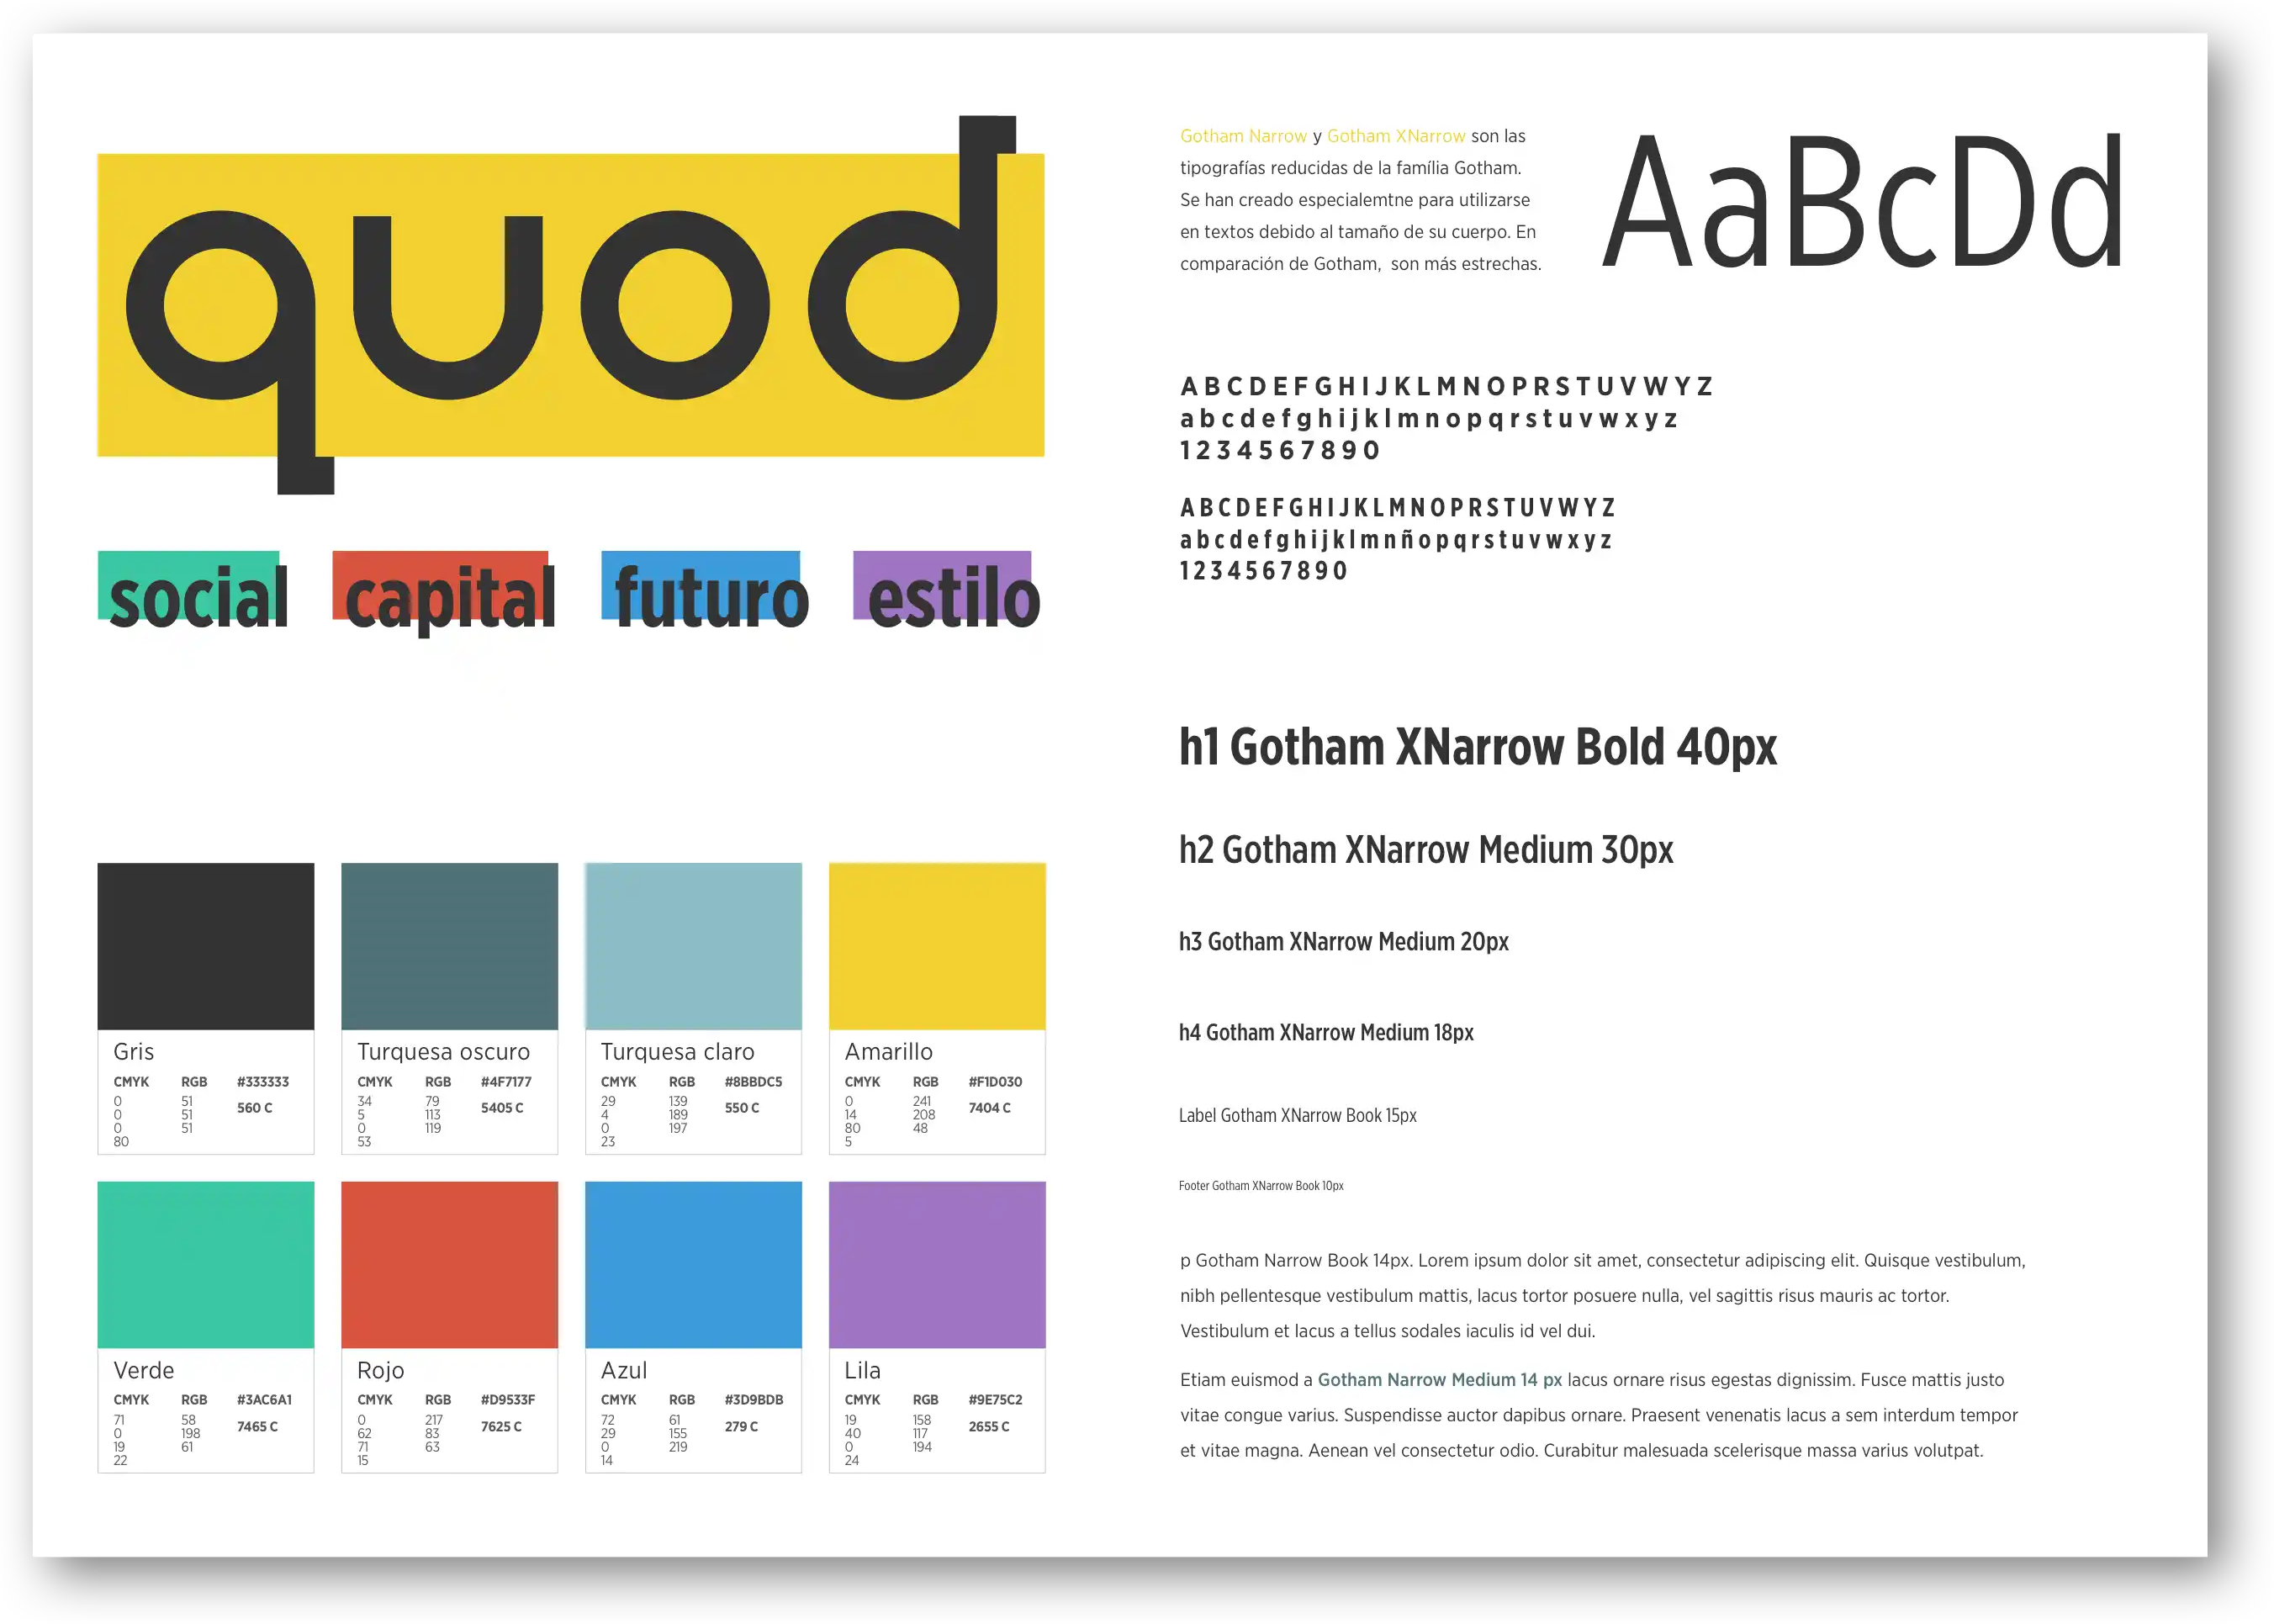 quod
social capital futuro estilo
Gris
CMYK RGB #333333
0 51
0 51 560 C
0 51
80
Turquesa oscuro
CMYK RGB #4F7177
34 79
5 113 5405 C
0 119
53
Turquesa claro
CMYK RGB #8BBDC5
29 139
4 189 550 C
0 197
23
Amarillo
CMYK RGB #F1D030
0 241
14 208 7404 C
80 48
5
Verde
CMYK RGB #3AC6A1
71 58
0 198 7465 C
19 61
22
Rojo
CMYK RGB #D9533F
0 217
62 83 7625 C
71 63
15
Azul
CMYK RGB #3D9BDB
72 61
29 155 279 C
0 219
14
Lila
CMYK RGB #9E75C2
19 158
40 117 2655 C
0 194
24
Gotham Narrow y Gotham XNarrow son las
tipografías reducidas de la família Gotham.
Se han creado especialemtne para utilizarse
en textos debido al tamaño de su cuerpo. En
comparación de Gotham, son más estrechas.
AaBcDd
A B C D E F G H I J K L M N O P R S T U V W Y Z
a b c d e f g h i j k l m n o p q r s t u v w x y z
1 2 3 4 5 6 7 8 9 0
A B C D E F G H I J K L M N O P R S T U V W Y Z
a b c d e f g h i j k l m n ñ o p q r s t u v w x y z
1 2 3 4 5 6 7 8 9 0
h1 Gotham XNarrow Bold 40px
h2 Gotham XNarrow Medium 30px
h3 Gotham XNarrow Medium 20px
h4 Gotham XNarrow Medium 18px
Label Gotham XNarrow Book 15px
Footer Gotham XNarrow Book 10px
p Gotham Narrow Book 14px. Lorem ipsum dolor sit amet, consectetur adipiscing elit. Quisque vestibulum,
nibh pellentesque vestibulum mattis, lacus tortor posuere nulla, vel sagittis risus mauris ac tortor.
Vestibulum et lacus a tellus sodales iaculis id vel dui.
Etiam euismod a Gotham Narrow Medium 14 px lacus ornare risus egestas dignissim. Fusce mattis justo
vitae congue varius. Suspendisse auctor dapibus ornare. Praesent venenatis lacus a sem interdum tempor
et vitae magna. Aenean vel consectetur odio. Curabitur malesuada scelerisque massa varius volutpat.